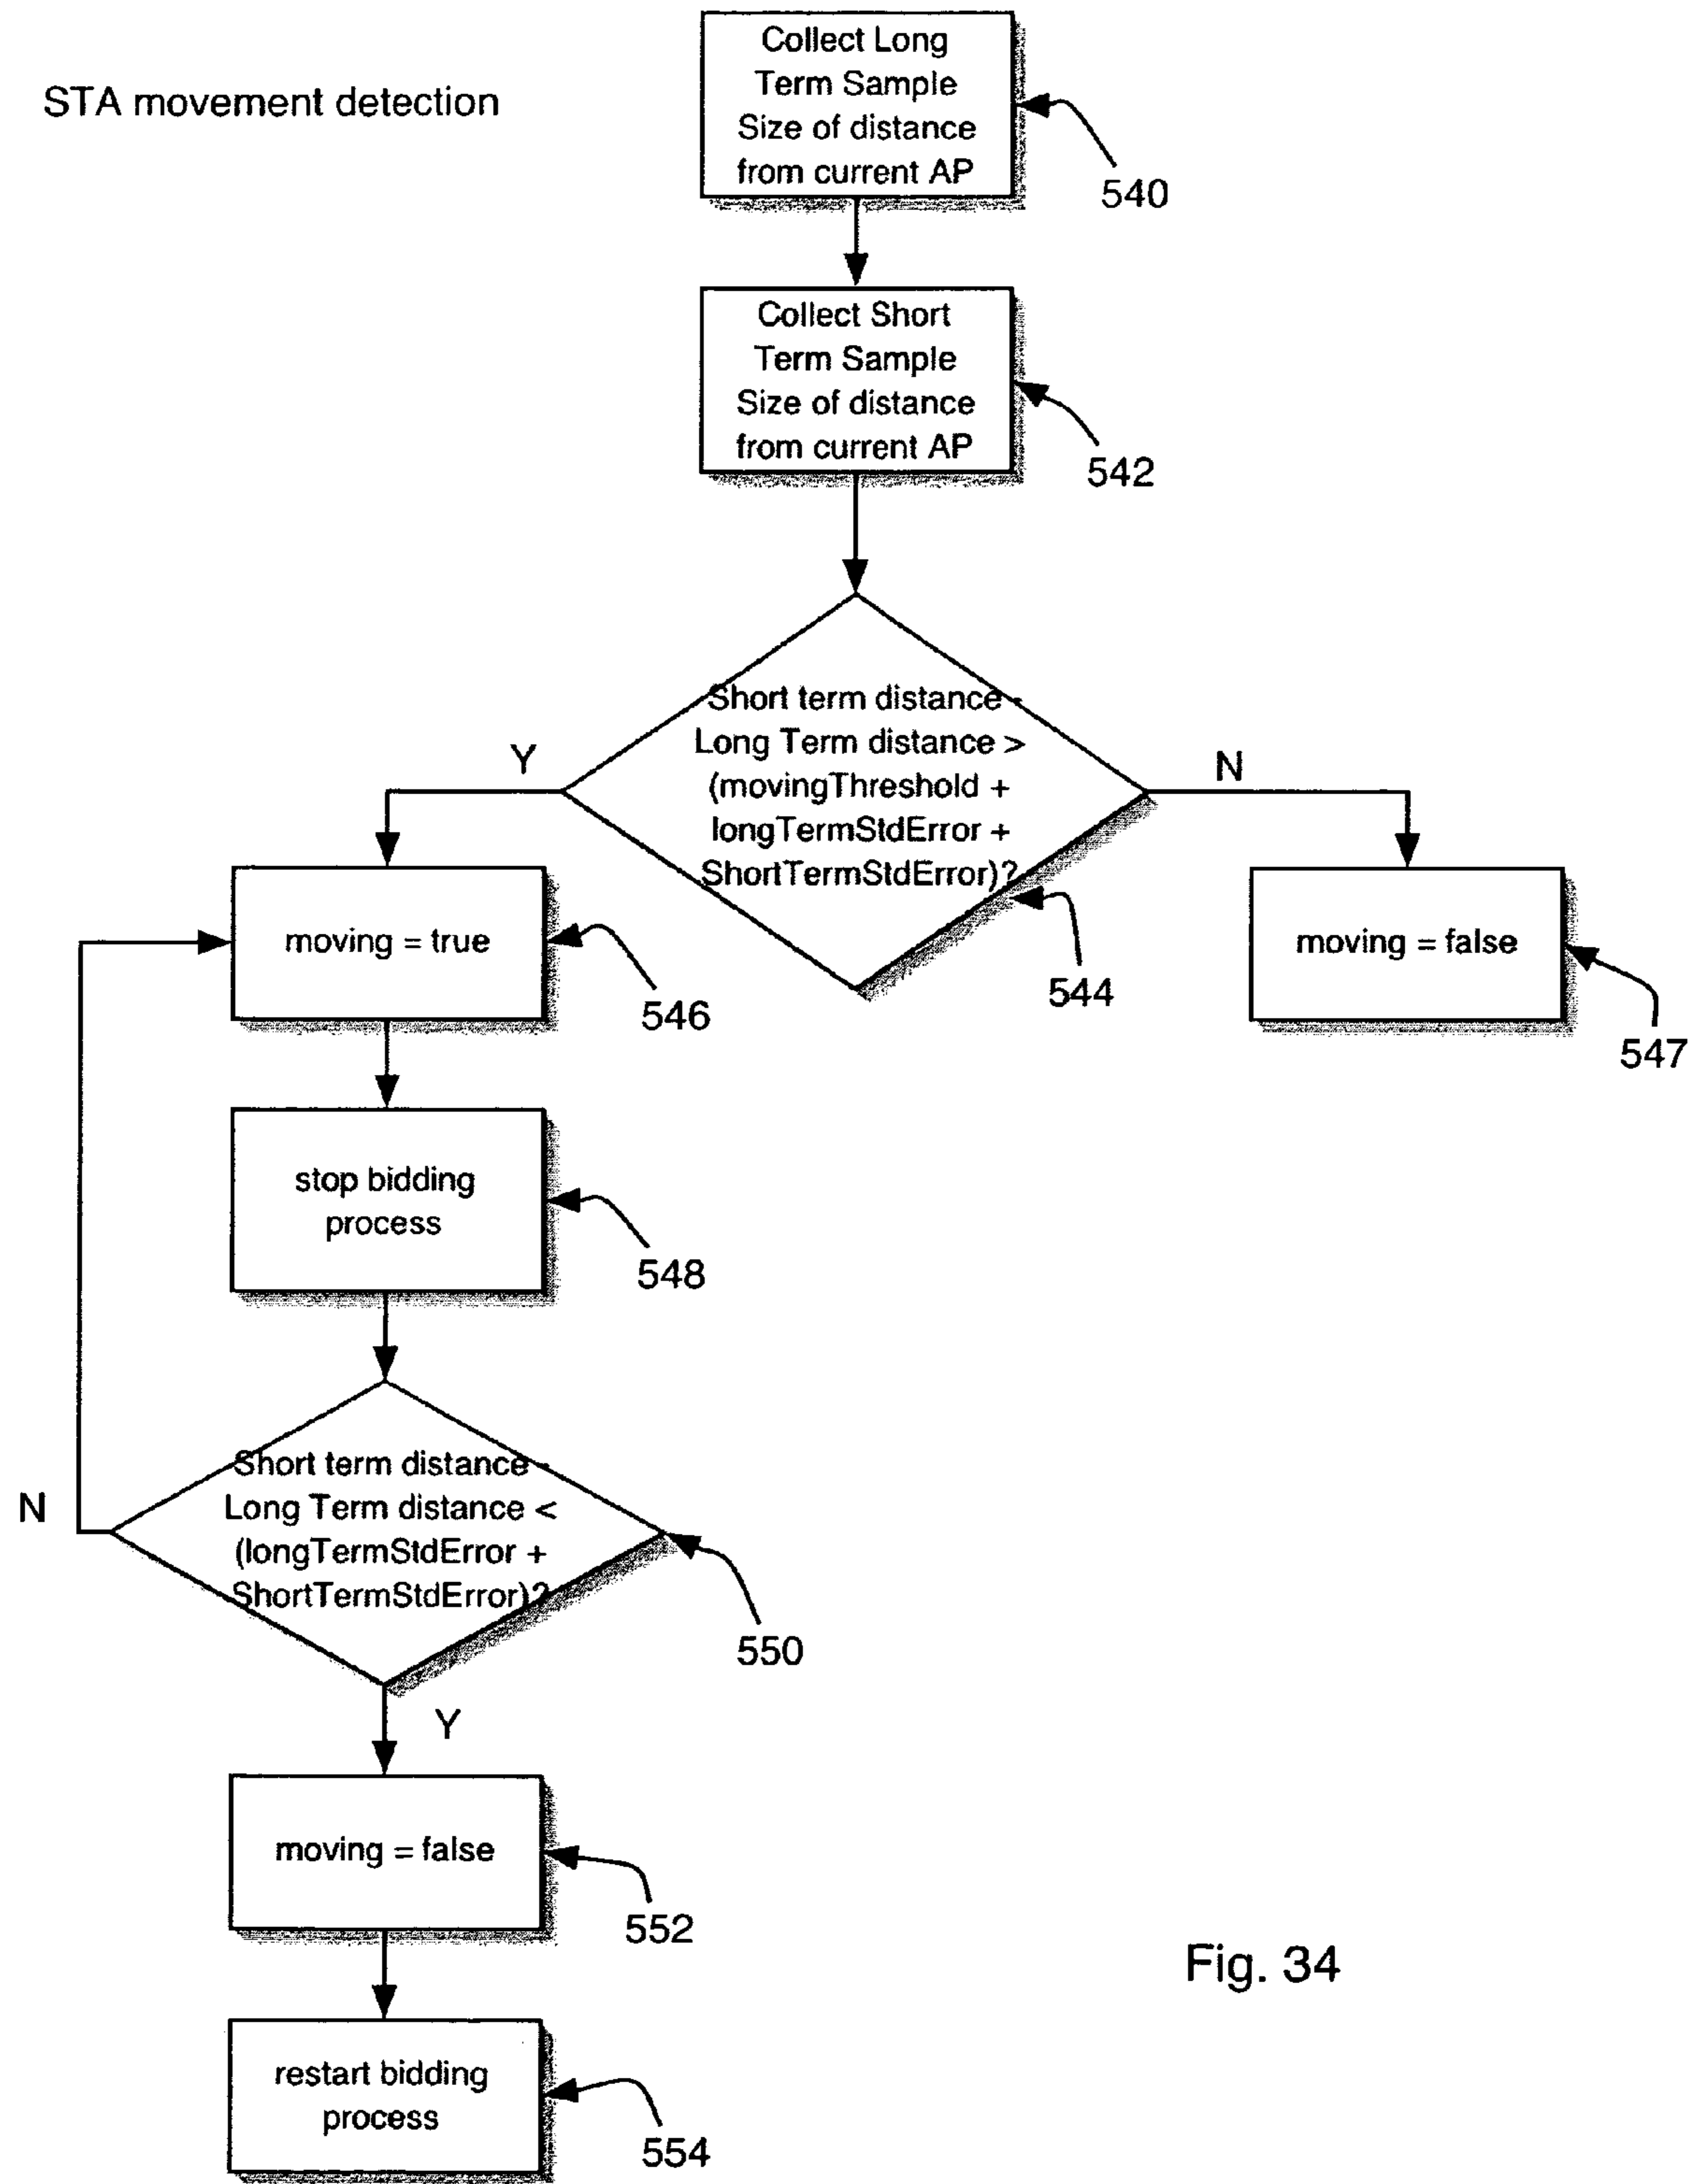 STA movement detection
Collect Long
Term Sample
Size of distance
from current AP
540
Collect Short
Term Sample
Size of distance
from current AP
542
Short term distance -
Long Term distance >
(movingThreshold +
longTermStdError +
ShortTermStdError)?
Y
N
544
moving = true
546
moving = false
547
stop bidding
process
548
Short term distance -
Long Term distance <
(longTermStdError +
ShortTermStdError)?
N
550
Y
moving = false
552
restart bidding
process
554
Fig. 34